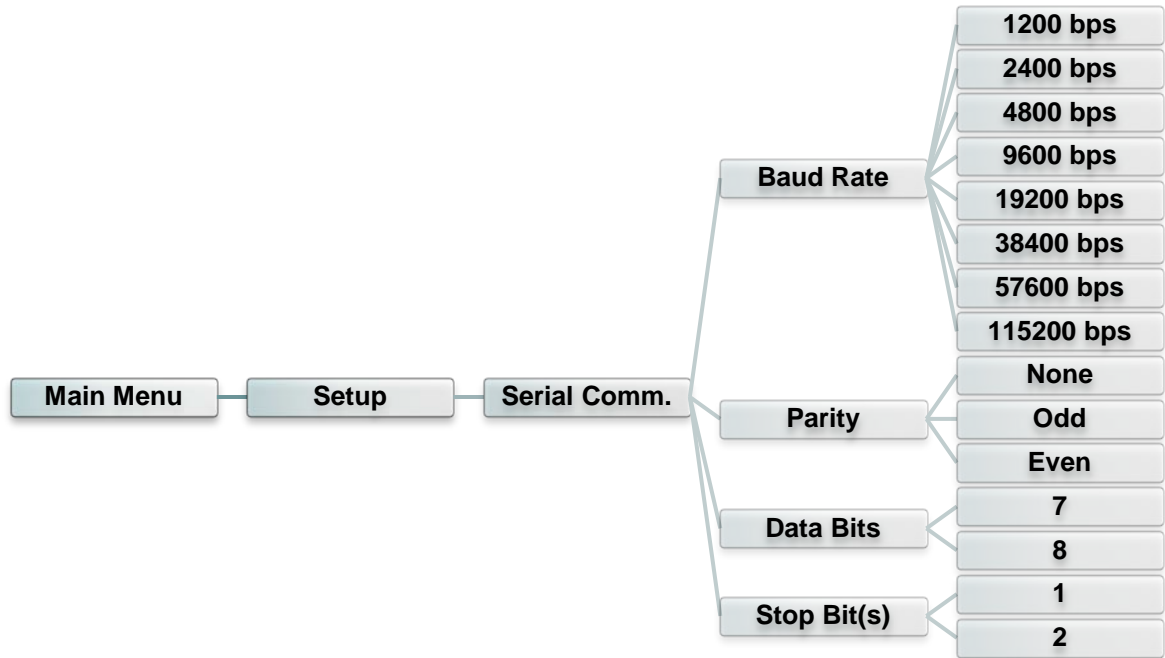 Main Menu
Setup
Serial Comm.
Baud Rate
1200 bps
2400 bps
4800 bps
9600 bps
19200 bps
38400 bps
57600 bps
115200 bps
Parity
None
Odd
Even
Data Bits
7
8
Stop Bit(s)
1
2